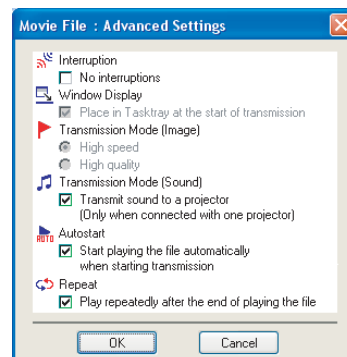 Movie File : Advanced Settings
Interruption
No interruptions
Window Display
Place in Tasktray at the start of transmission
Transmission Mode (Image)
High speed
High quality
Transmission Mode (Sound)
Transmit sound to a projector
(Only when connected with one projector)
AUTO
Autostart
Start playing the file automatically
when starting transmission
Repeat
Play repeatedly after the end of playing the file
OK
Cancel